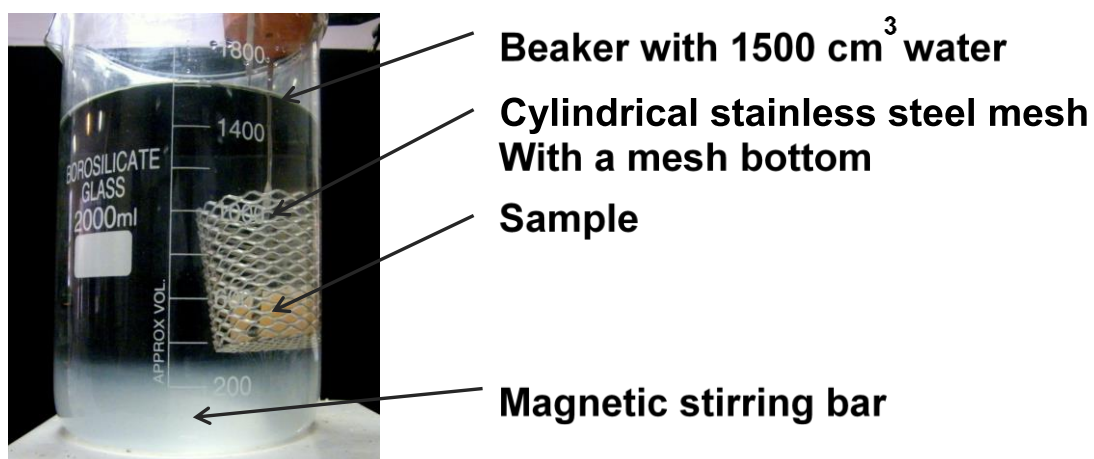 1800
1400
BOROSILICATE
GLASS
2000ml
1000
APPROX VOL.
200
Beaker with 1500 cm³ water
Cylindrical stainless steel mesh
With a mesh bottom
Sample
Magnetic stirring bar